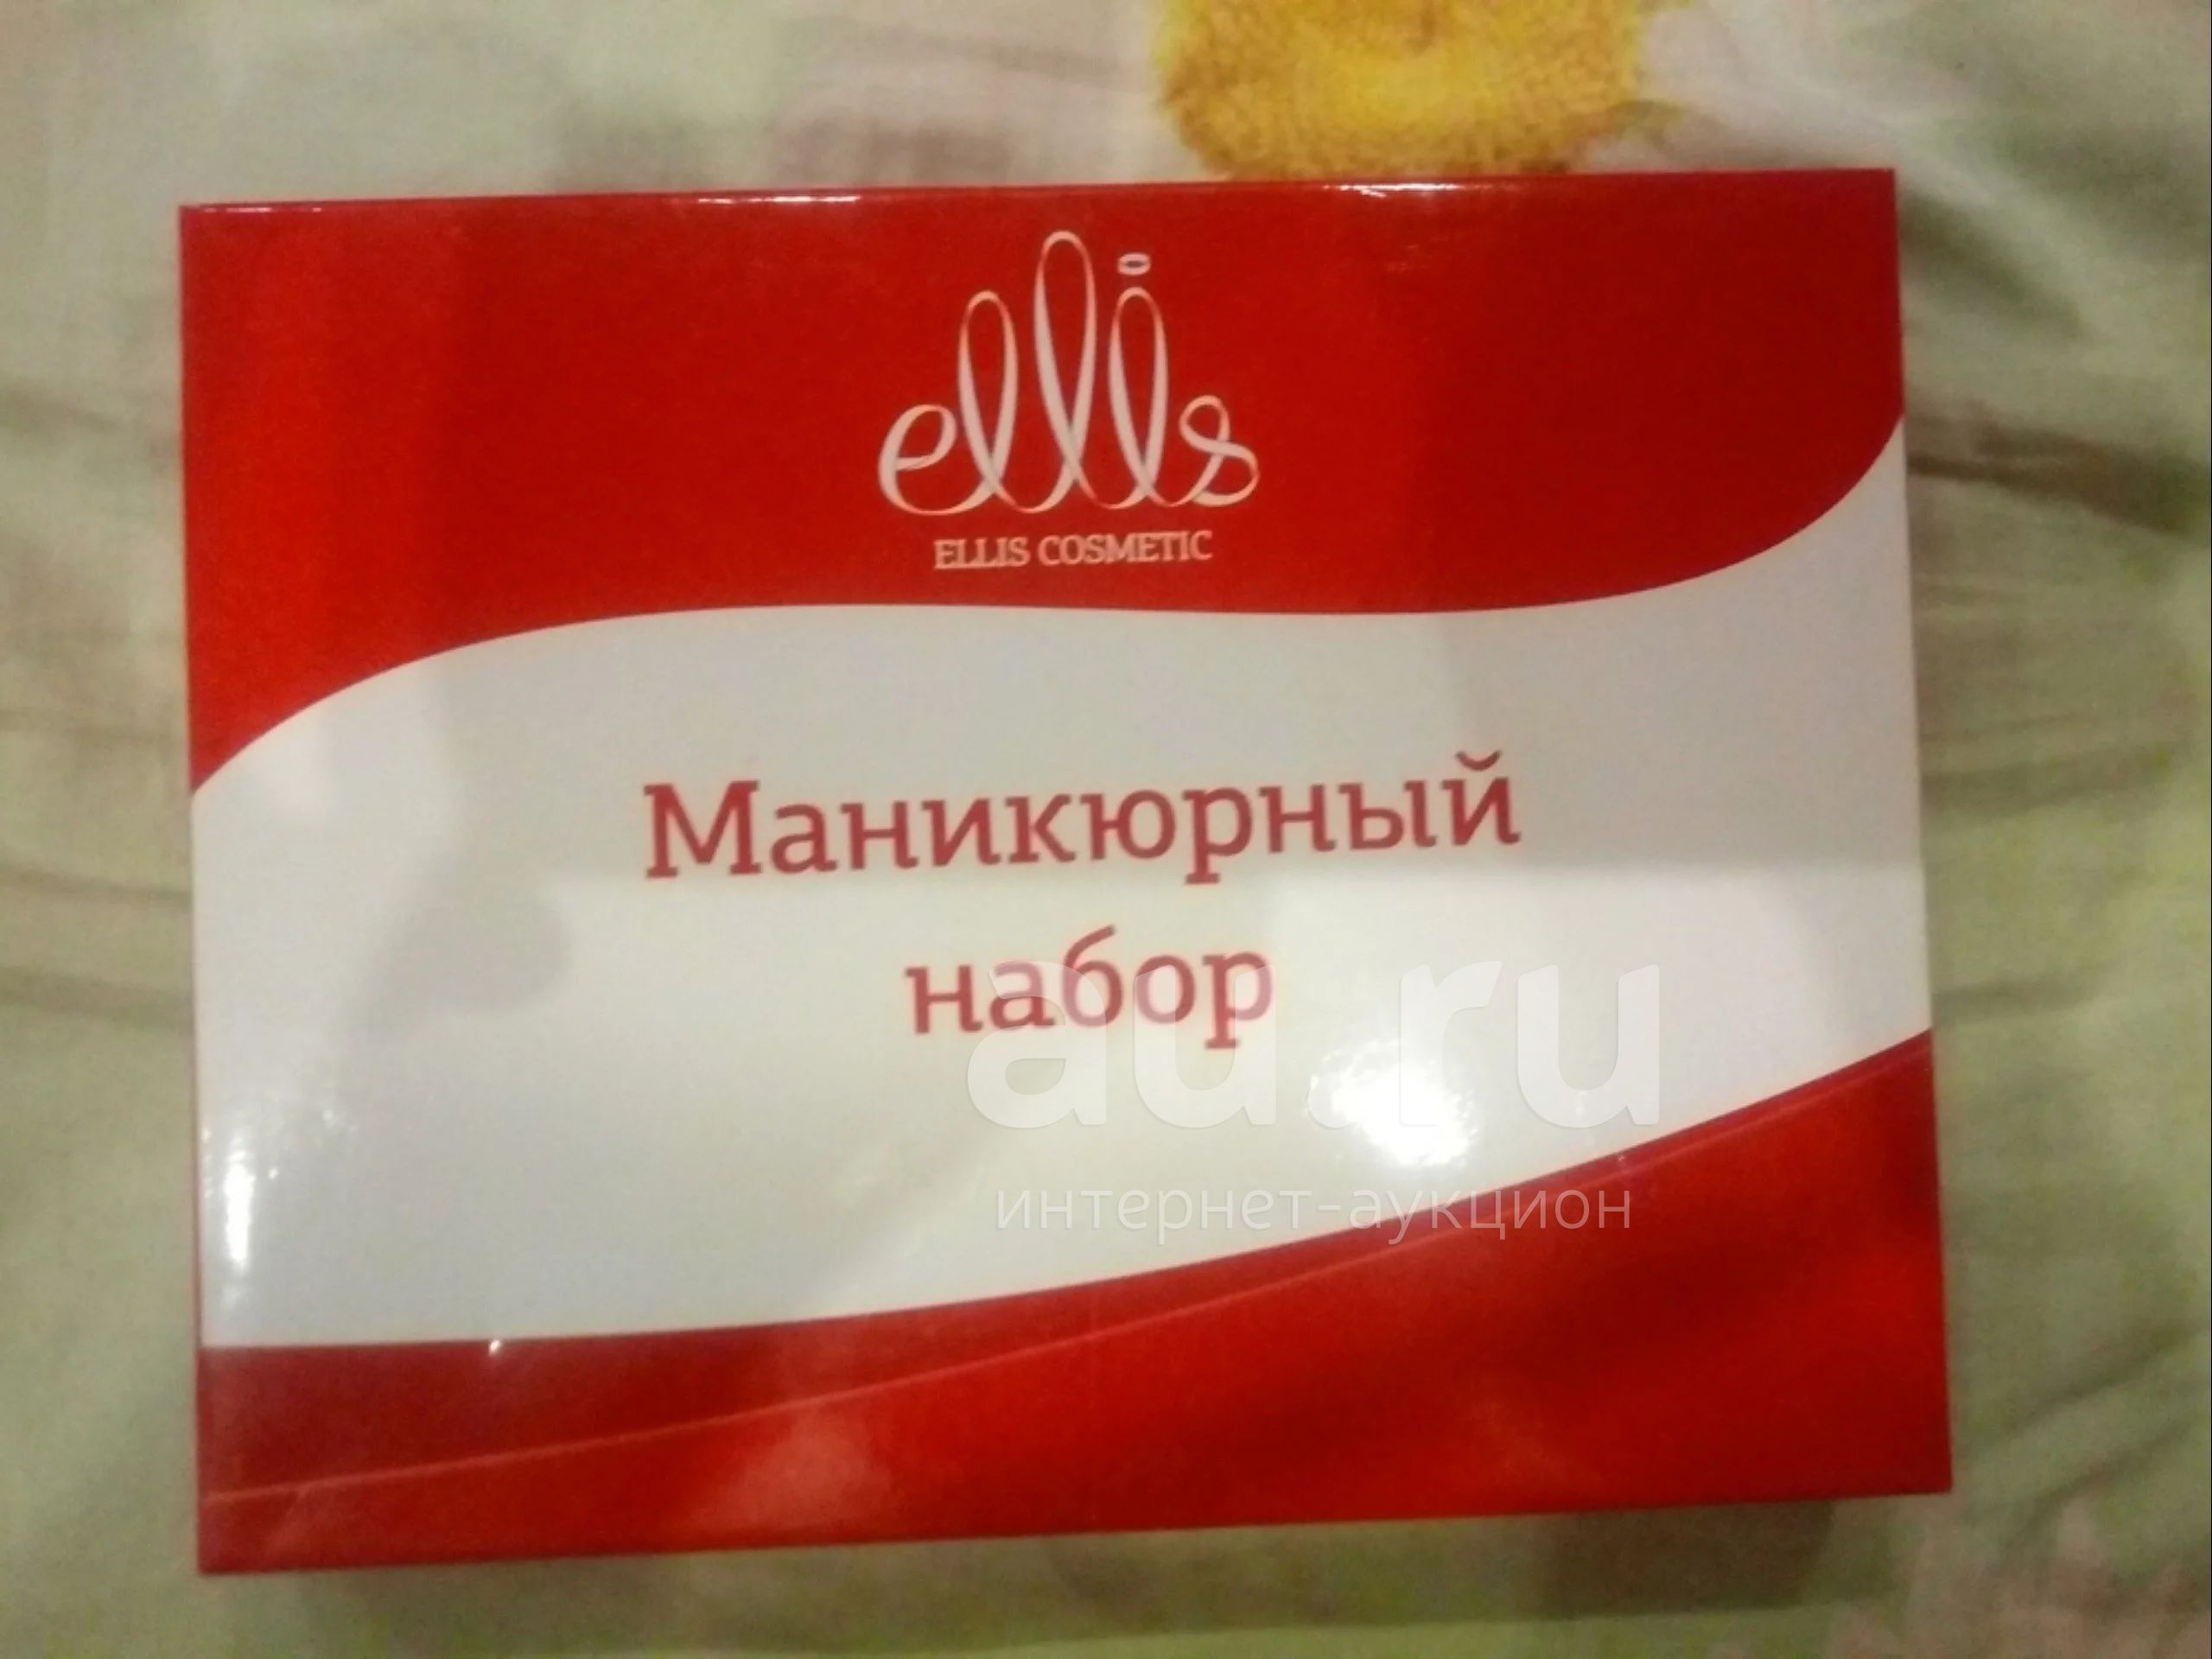 ellis
ELLIS COSMETIC
Маникюрный
набор
au.ru
интернет-аукцион